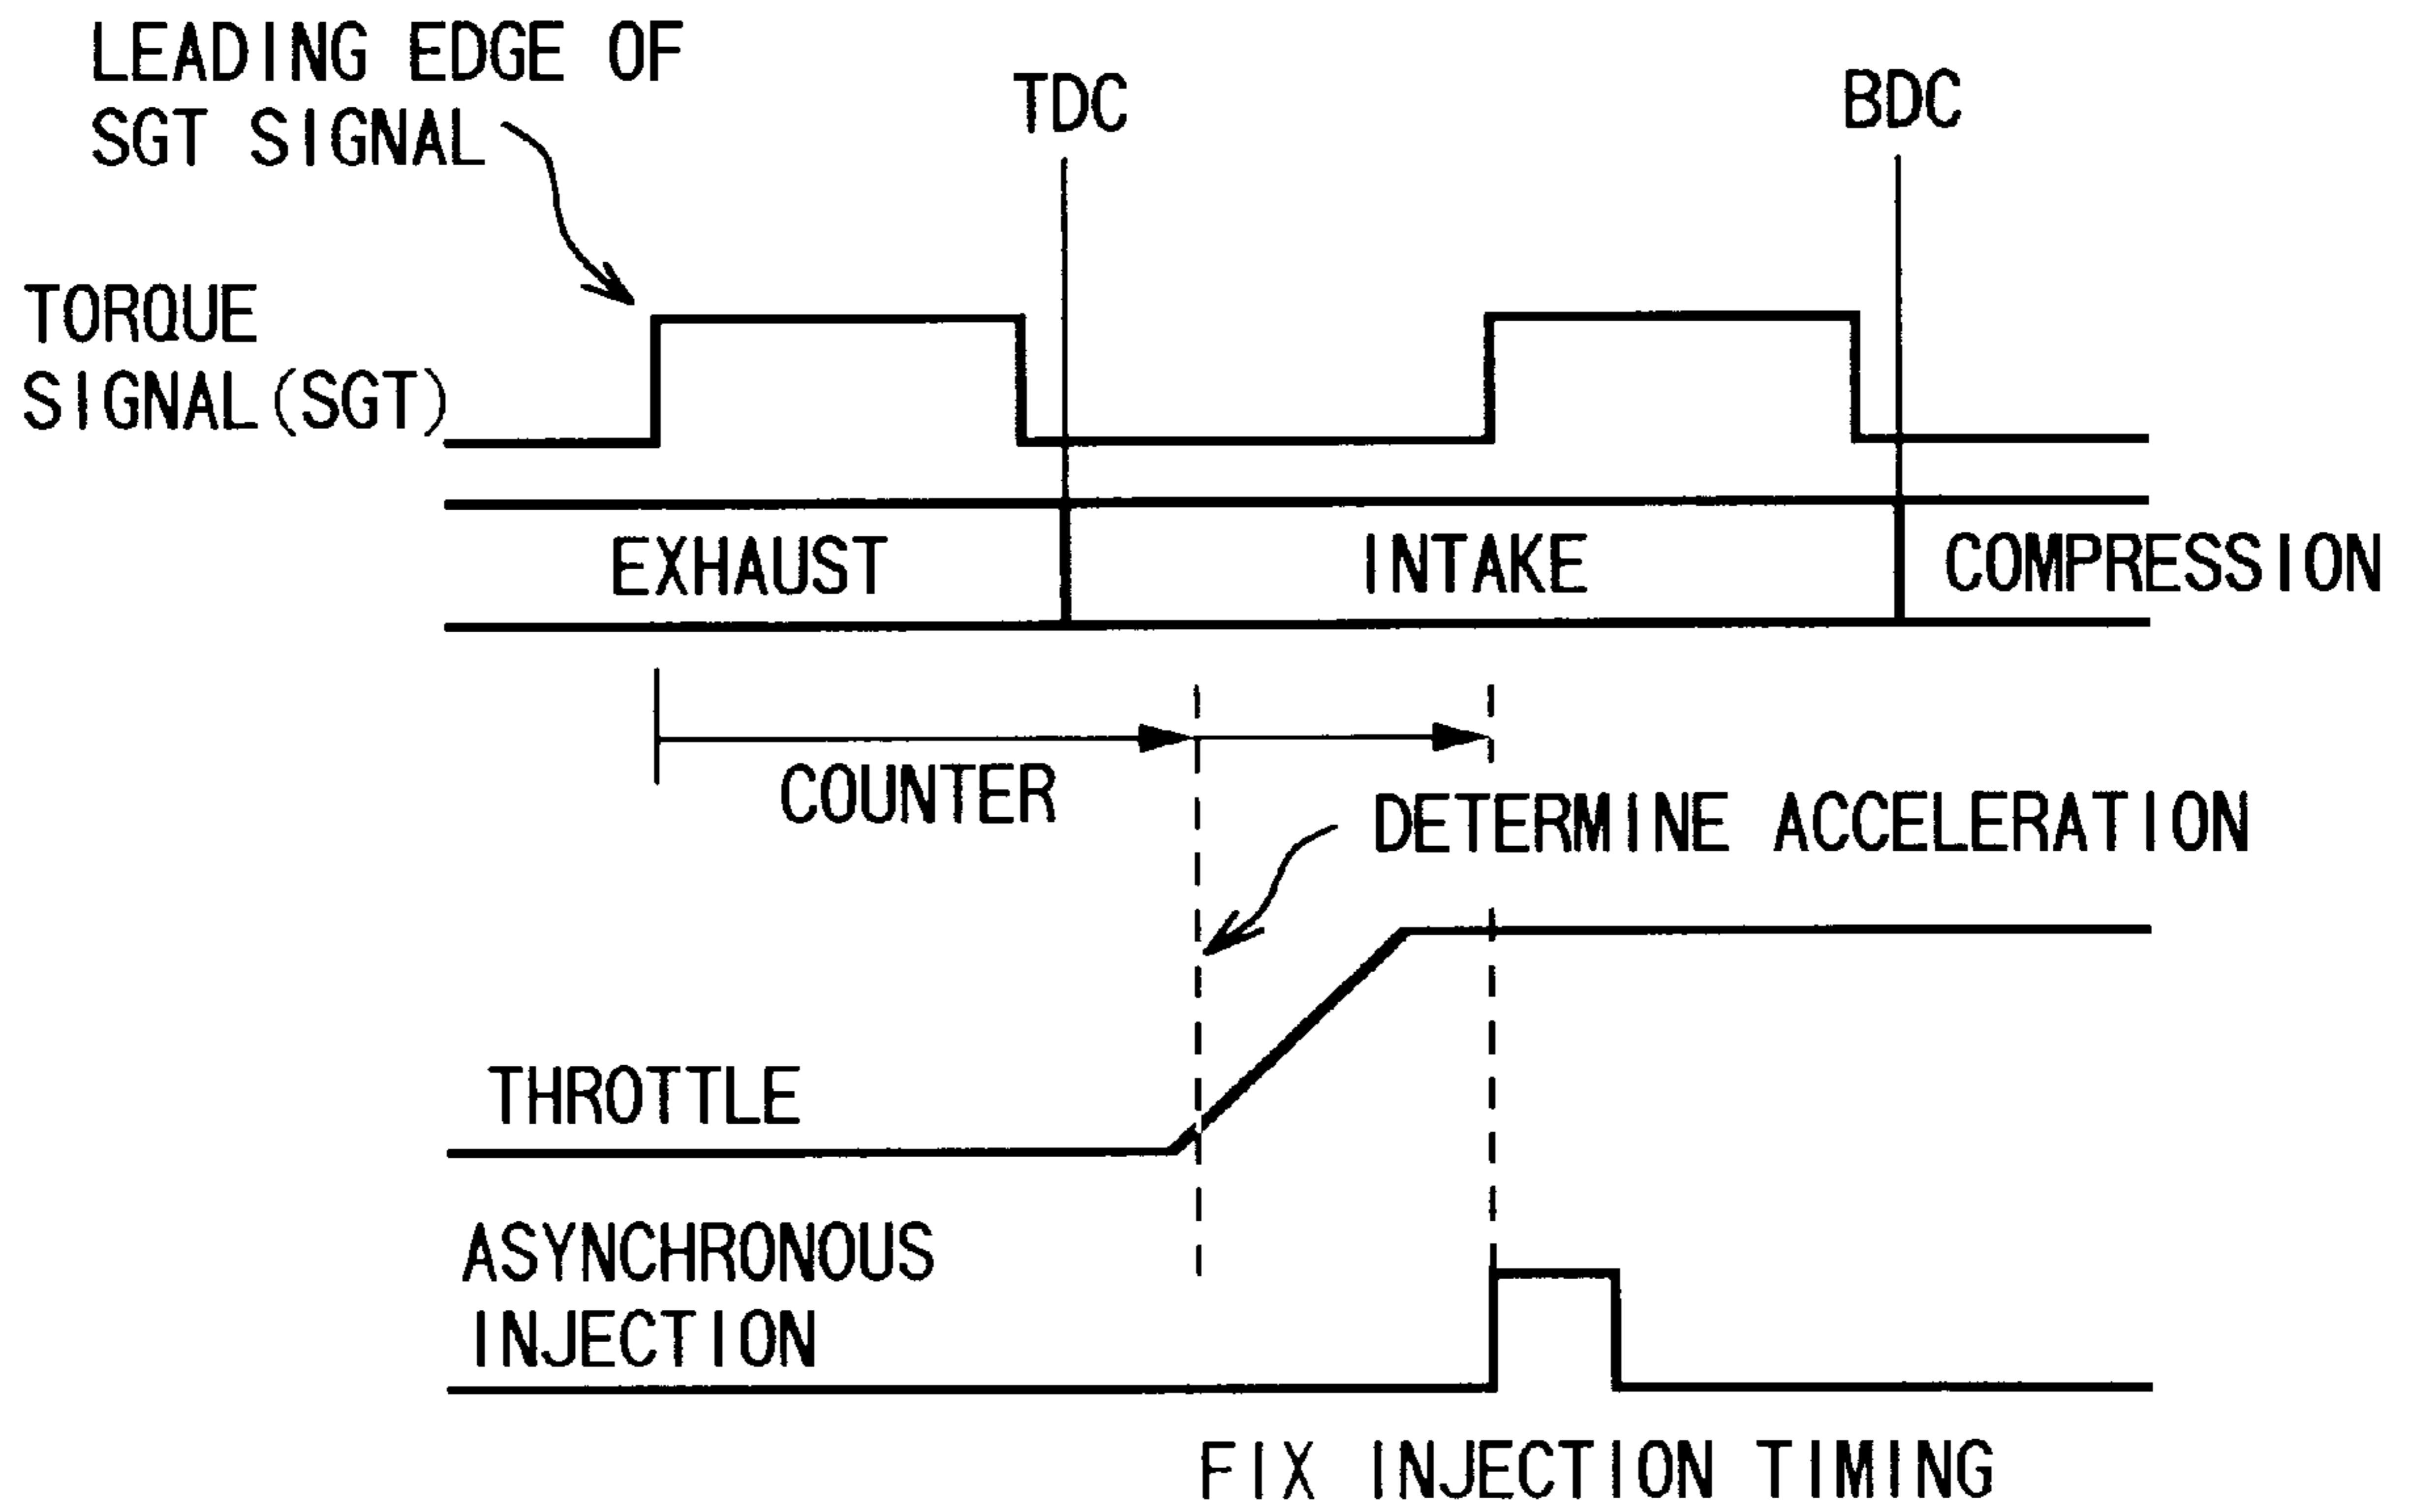 LEADING EDGE OF
SGT SIGNAL
TDC
BDC
TORQUE
SIGNAL(SGT)
EXHAUST
INTAKE
COMPRESSION
COUNTER
DETERMINE ACCELERATION
THROTTLE
ASYNCHRONOUS
INJECTION
FIX INJECTION TIMING